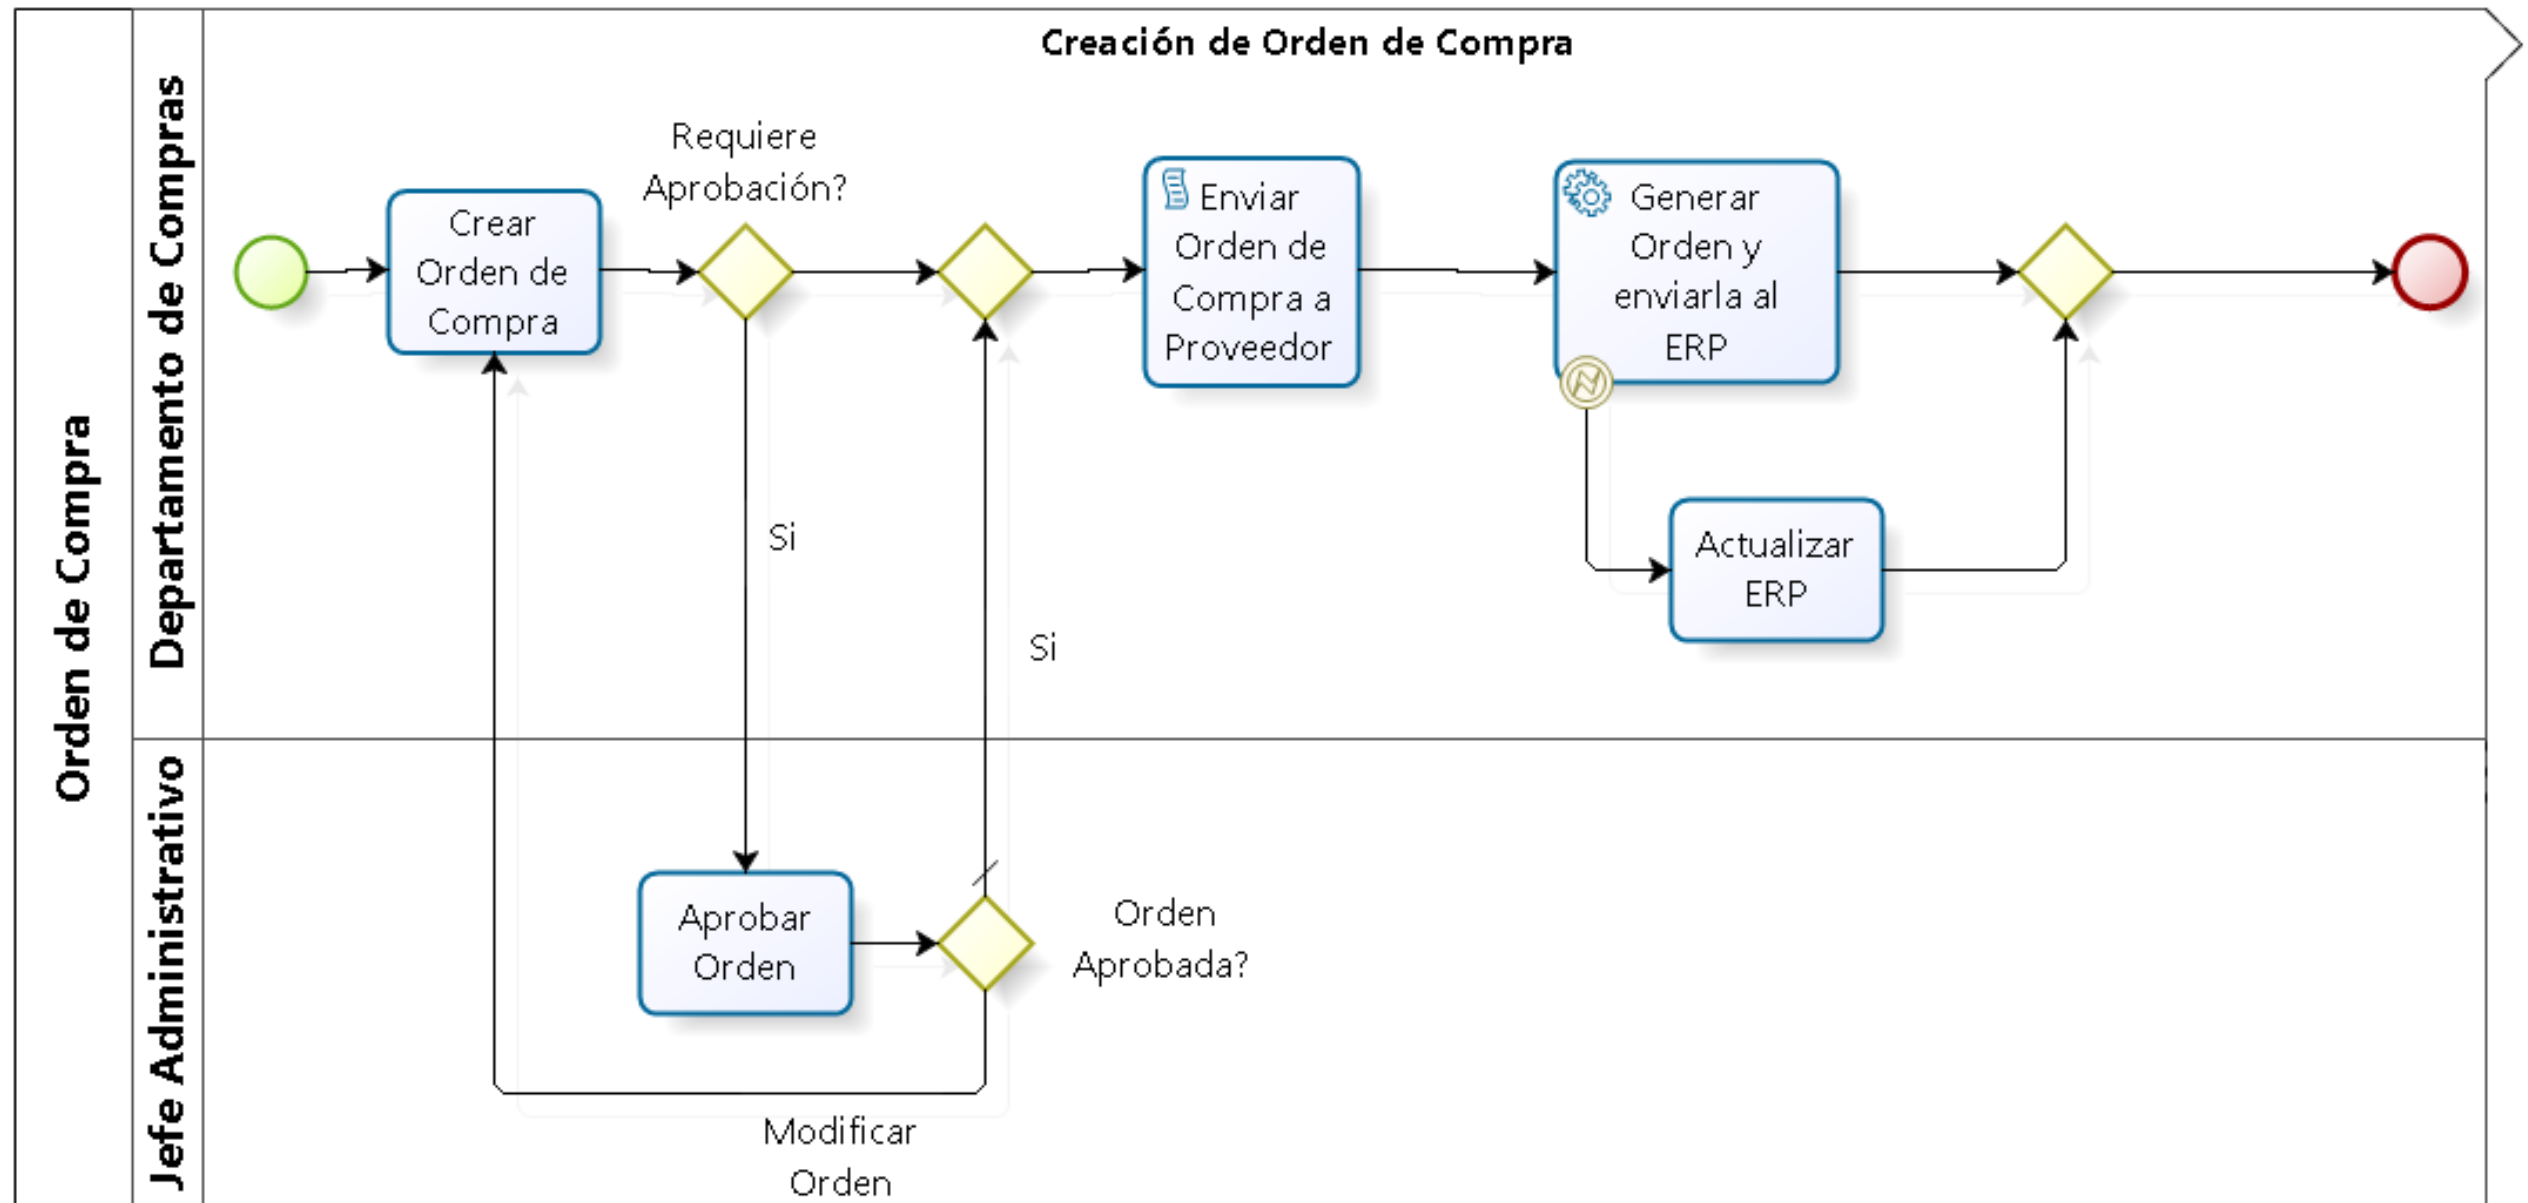 Creación de Orden de Compra
Orden de Compra
Departamento de Compras
Requiere
Aprobación?
Crear
Orden de
Compra
Enviar
Orden de
Compra a
Proveedor
Generar
Orden y
enviarla al
ERP
Si
Si
Actualizar
ERP
Jefe Administrativo
Aprobar
Orden
Orden
Aprobada?
Modificar
Orden